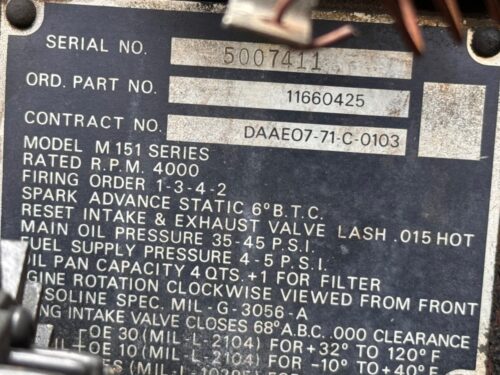 SERIAL NO. 5007411
ORD. PART NO. 11660425
CONTRACT NO. DAAE07-71-C-0103
MODEL M151 SERIES
RATED R.P.M. 4000
FIRING ORDER 1-3-4-2
SPARK ADVANCE STATIC 6° B.T.C.
RESET INTAKE & EXHAUST VALVE LASH .015 HOT
MAIN OIL PRESSURE 35-45 P.S.I.
FUEL SUPPLY PRESSURE 4-5 P.S.I.
OIL PAN CAPACITY 4 QTS.+1 FOR FILTER
GINE ROTATION CLOCKWISE VIEWED FROM FRONT
SOLINE SPEC. MIL-G-3056-A
NG INTAKE VALVE CLOSES 68° A.B.C. .000 CLEARANCE
OE 30 (MIL-L-2104) FOR +32° TO 120° F
IL-OE 10 (MIL-L-2104) FOR -10° TO +40° F